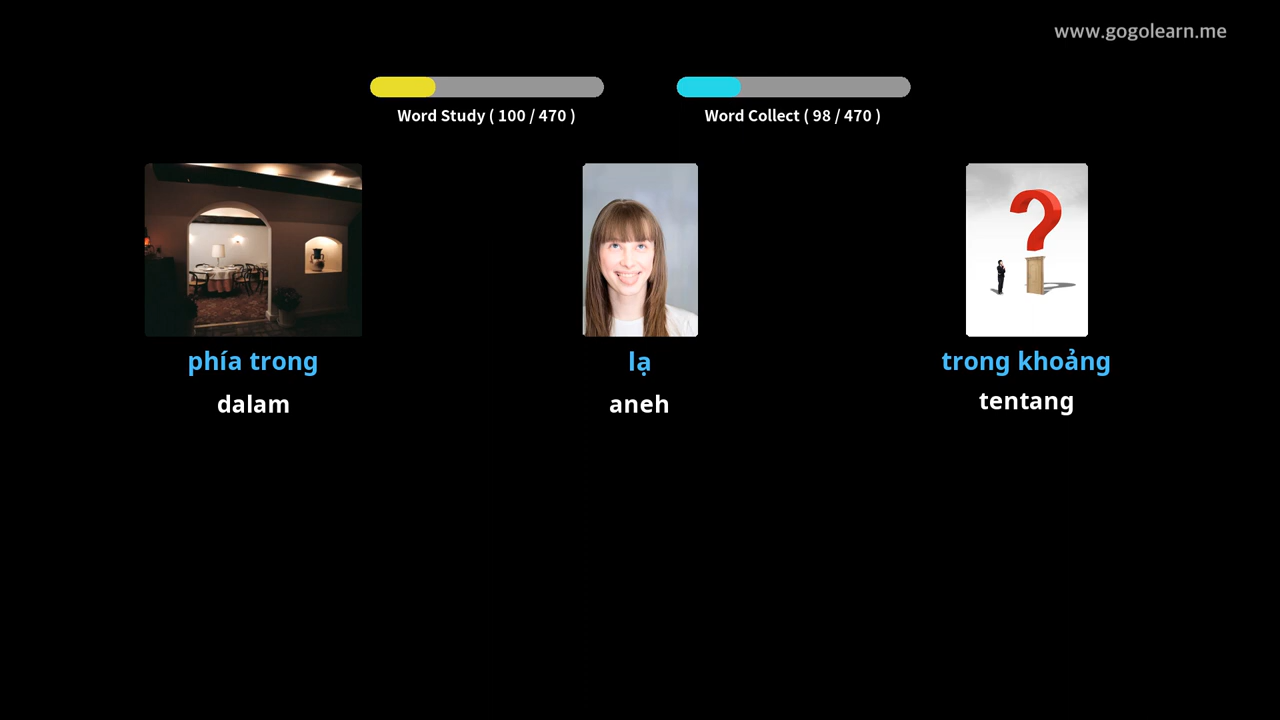 www.gogolearn.me
Word Study ( 100 / 470 )
Word Collect ( 98 / 470 )
phía trong
lạ
trong khoảng
dalam
aneh
tentang